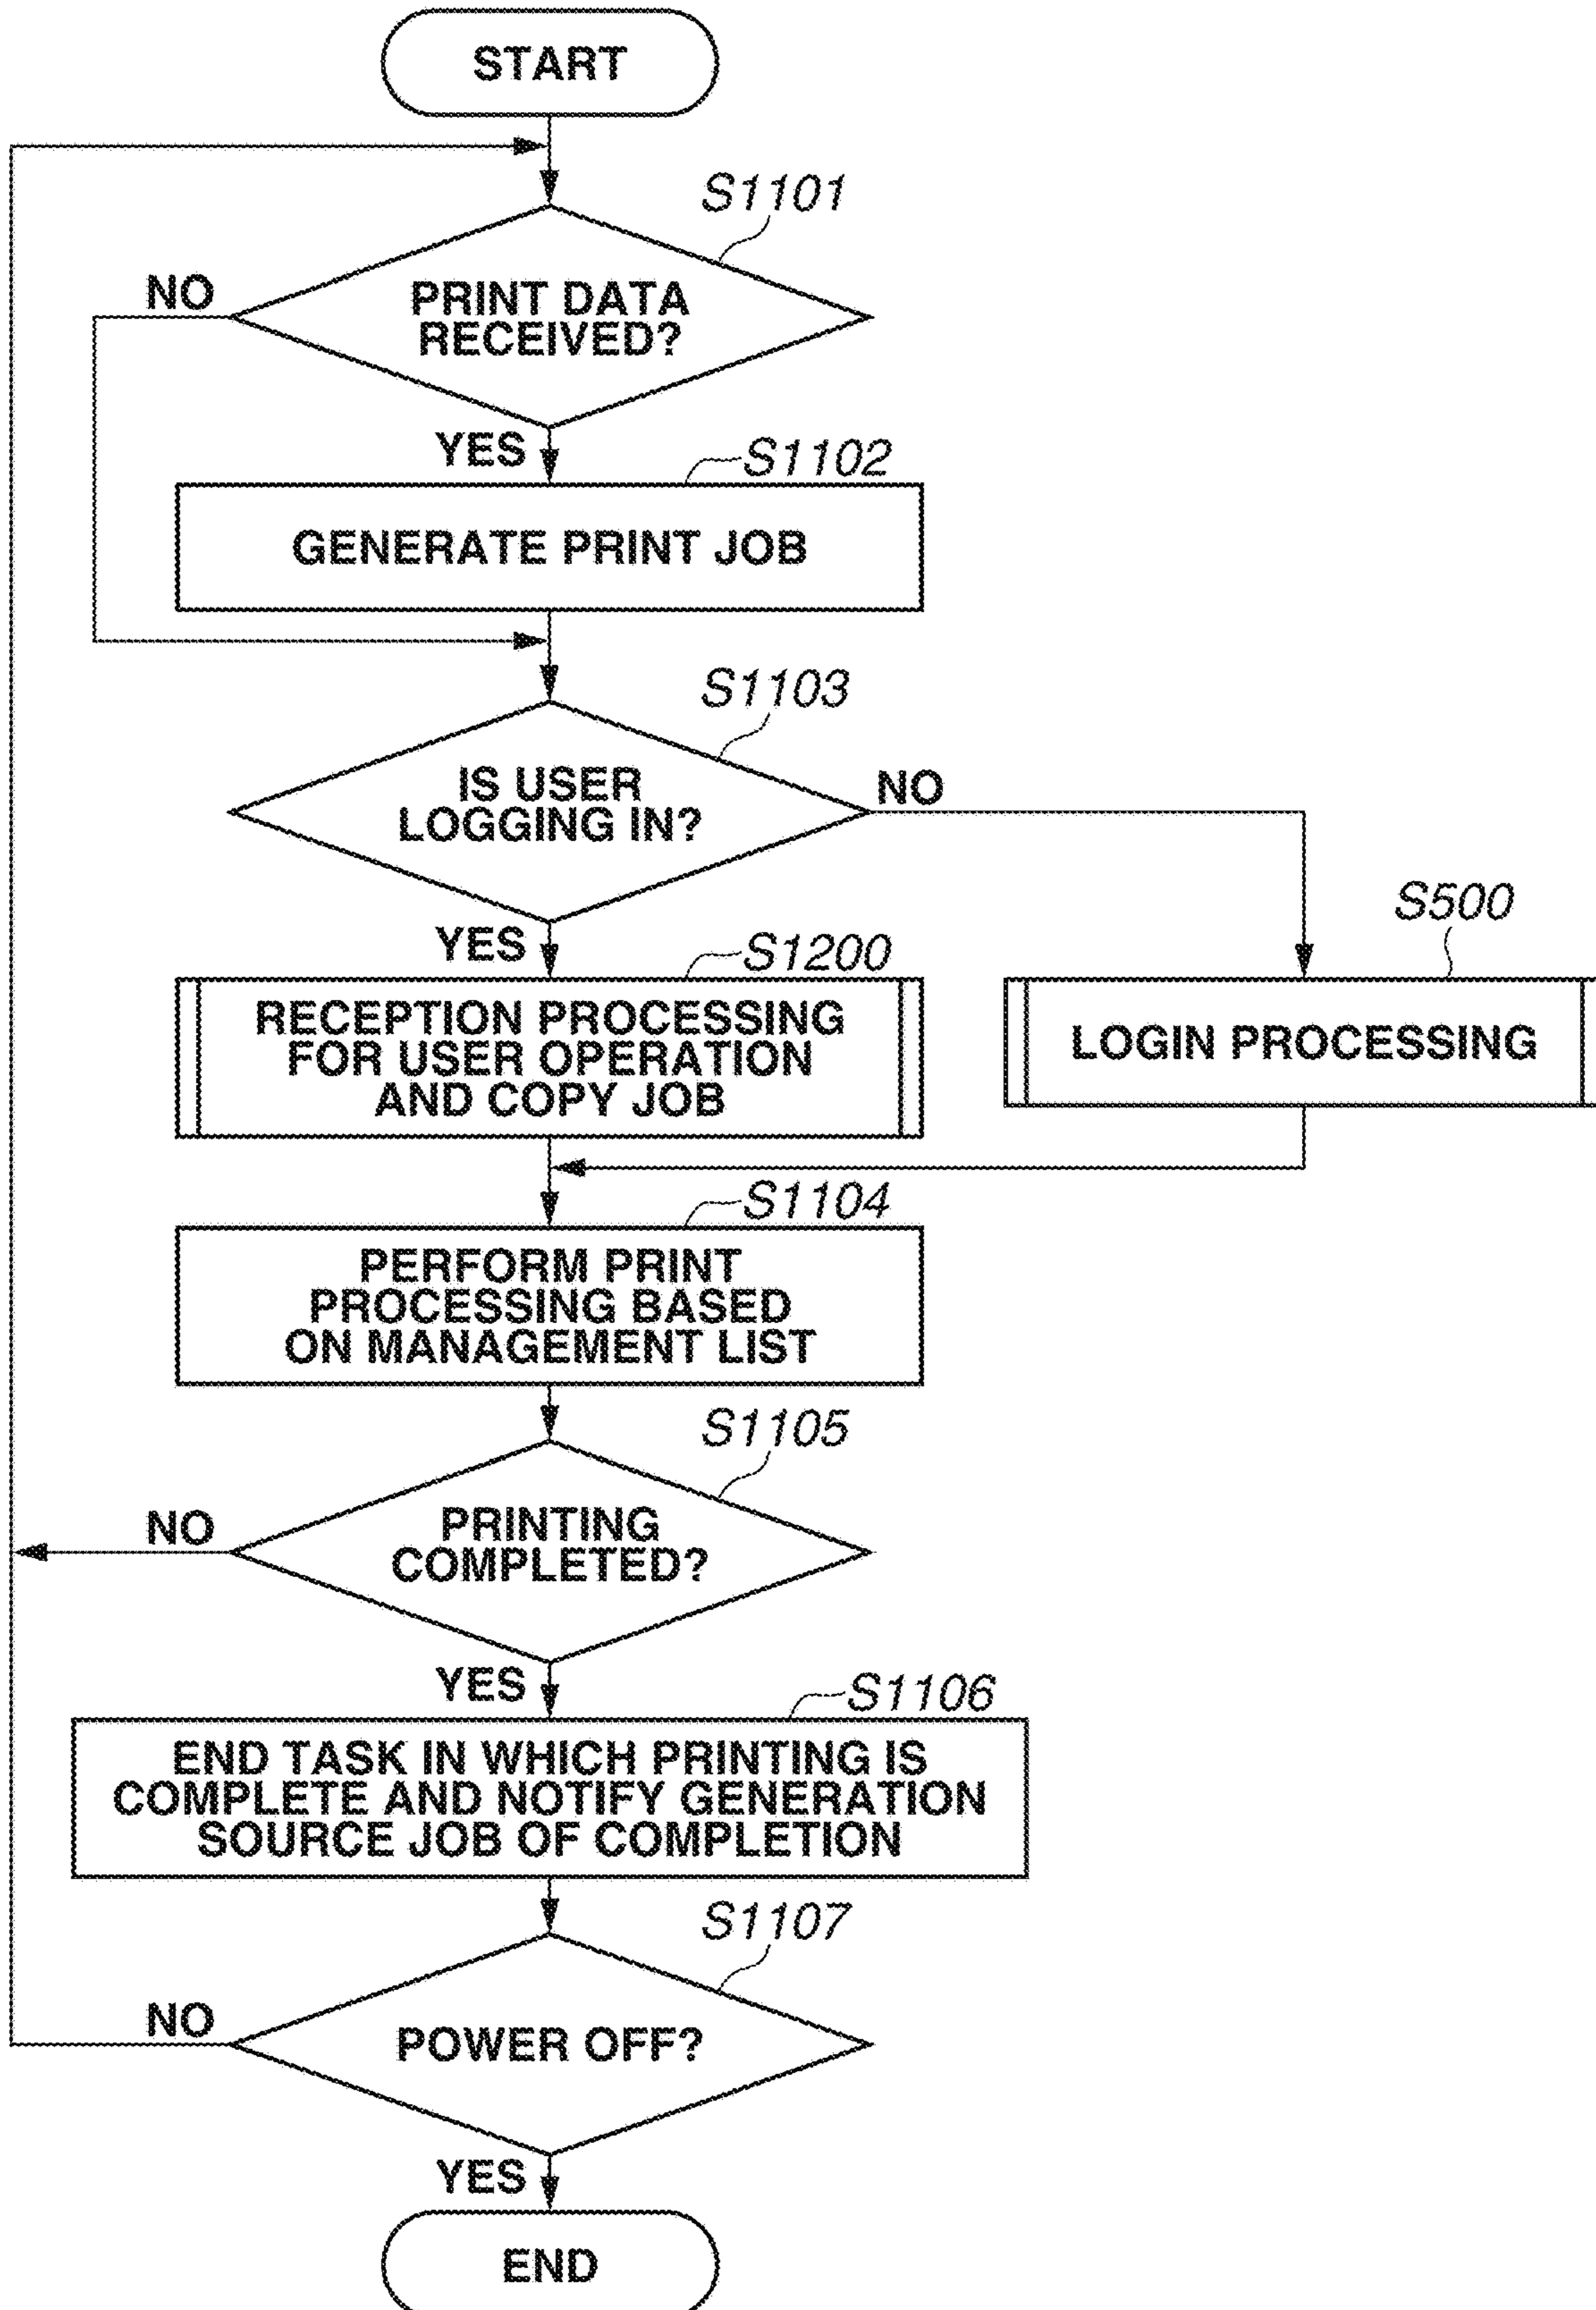 START
S1101
NO
PRINT DATA
RECEIVED?
YES
S1102
GENERATE PRINT JOB
S1103
IS USER
LOGGING IN?
NO
YES
S1200
S500
RECEPTION PROCESSING
FOR USER OPERATION
AND COPY JOB
LOGIN PROCESSING
S1104
PERFORM PRINT
PROCESSING BASED
ON MANAGEMENT LIST
S1105
NO
PRINTING
COMPLETED?
YES
S1106
END TASK IN WHICH PRINTING IS
COMPLETE AND NOTIFY GENERATION
SOURCE JOB OF COMPLETION
S1107
NO
POWER OFF?
YES
END